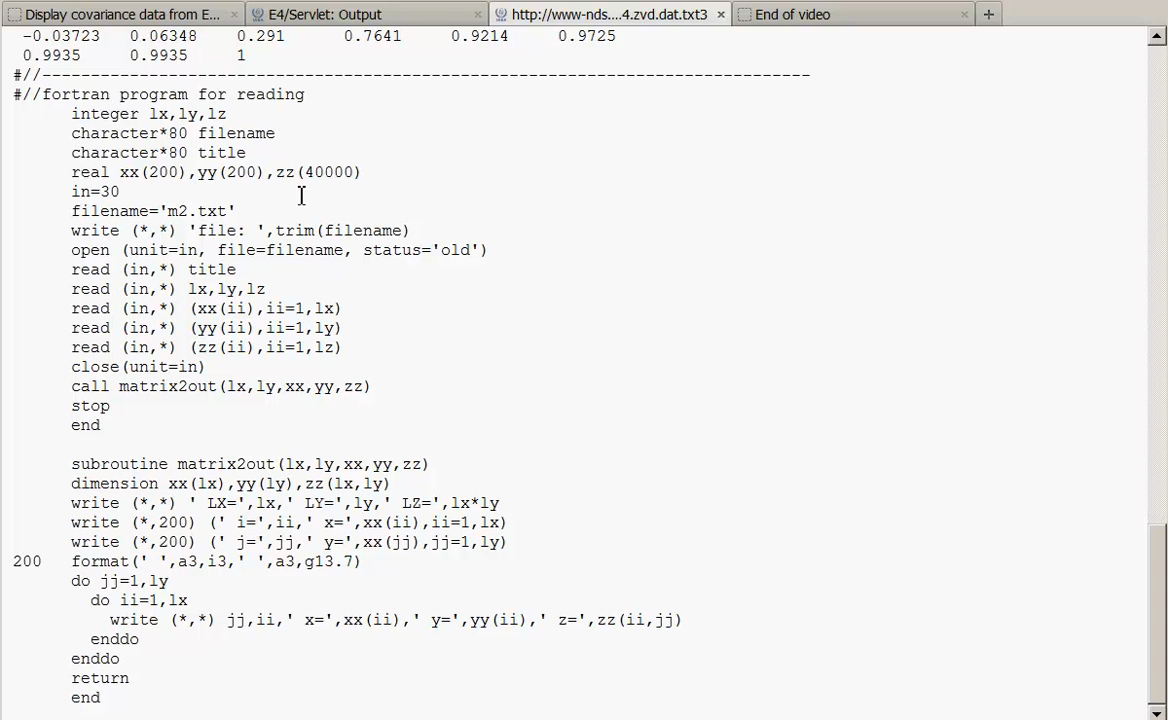 Display covariance data from E...
E4/Servlet: Output
http://www-nds....4.zvd.dat.txt3
End of video
-0.03723 0.06348 0.291 0.7641 0.9214 0.9725
0.9935 0.9935 1
#//-------------------------------------------------------------------------------
#//fortran program for reading
integer lx,ly,lz
character*80 filename
character*80 title
real xx(200),yy(200),zz(40000)
in=30
filename='m2.txt'
write (*,*) 'file: ',trim(filename)
open (unit=in, file=filename, status='old')
read (in,*) title
read (in,*) lx,ly,lz
read (in,*) (xx(ii),ii=1,lx)
read (in,*) (yy(ii),ii=1,ly)
read (in,*) (zz(ii),ii=1,lz)
close(unit=in)
call matrix2out(lx,ly,xx,yy,zz)
stop
end
subroutine matrix2out(lx,ly,xx,yy,zz)
dimension xx(lx),yy(ly),zz(lx,ly)
write (*,*) ' LX=',lx,' LY=',ly,' LZ=',lx*ly
write (*,200) (' i=',ii,' x=',xx(ii),ii=1,lx)
write (*,200) (' j=',jj,' y=',xx(jj),jj=1,ly)
200 format(' ',a3,i3,' ',a3,g13.7)
do jj=1,ly
do ii=1,lx
write (*,*) jj,ii,' x=',xx(ii),' y=',yy(ii),' z=',zz(ii,jj)
enddo
enddo
return
end